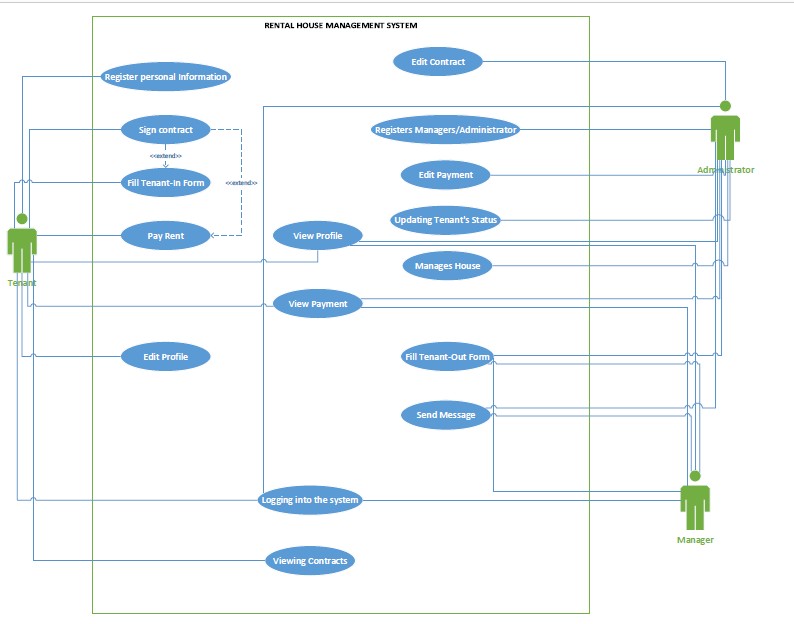 RENTAL HOUSE MANAGEMENT SYSTEM
Edit Contract
Register personal Information
Sign contract
Registers Managers/Administrator
<<extend>>
Administrator
Edit Payment
Fill Tenant-In Form
<<extend>>
Updating Tenant's Status
Pay Rent
View Profile
Manages House
Tenant
View Payment
Edit Profile
Fill Tenant-Out Form
Send Message
Logging into the system
Manager
Viewing Contracts